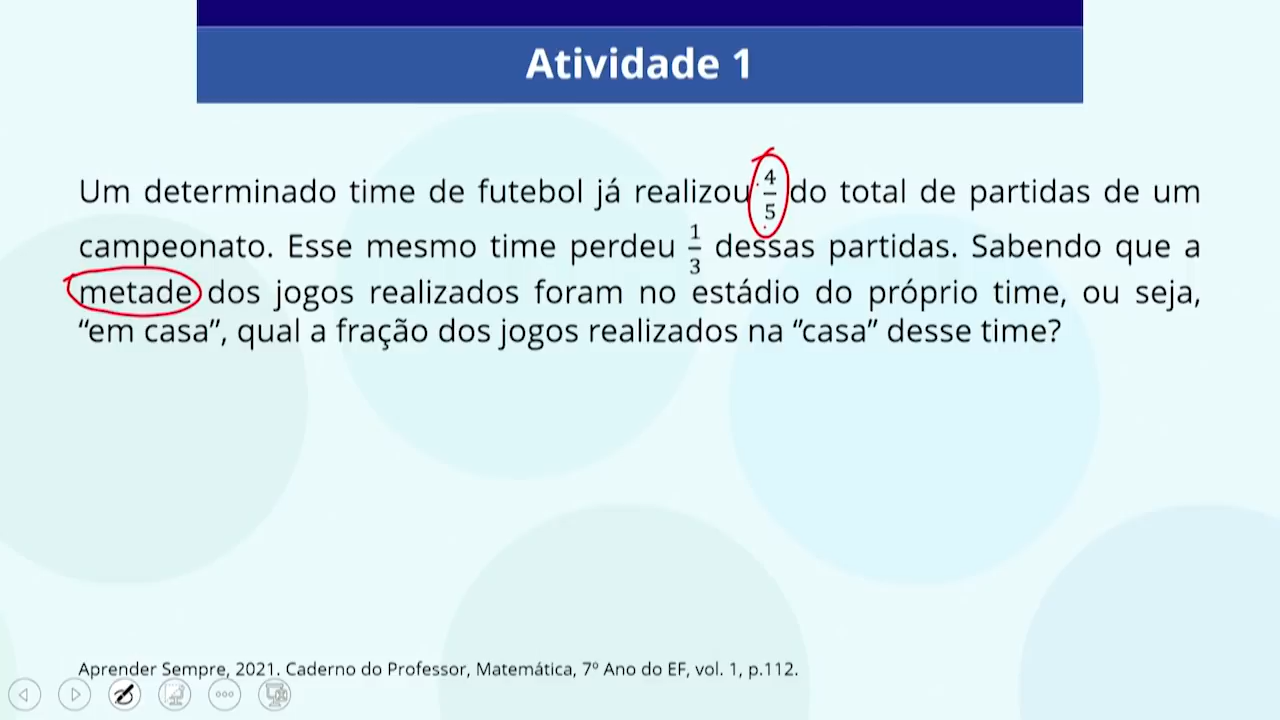 Atividade 1
Um determinado time de futebol já realizou 4/5 do total de partidas de um
campeonato. Esse mesmo time perdeu 1/3 dessas partidas. Sabendo que a
metade dos jogos realizados foram no estádio do próprio time, ou seja,
“em casa”, qual a fração dos jogos realizados na “casa” desse time?
Aprender Sempre, 2021. Caderno do Professor, Matemática, 7º Ano do EF, vol. 1, p.112.